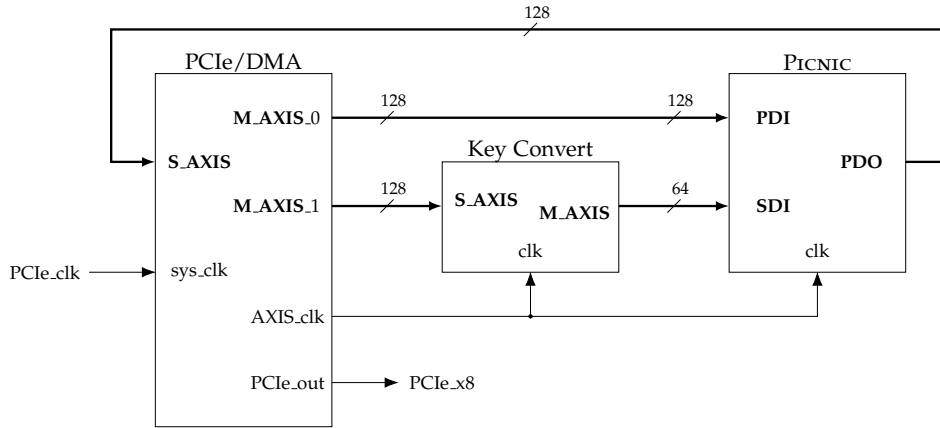 128
PCIe/DMA
PICNIC
M_AXIS_0
128
128
PDI
Key Convert
S_AXIS
PDO
M_AXIS_1
128
S_AXIS
M_AXIS
64
SDI
clk
clk
PCIe_clk
sys_clk
AXIS_clk
PCIe_out
PCIe_x8